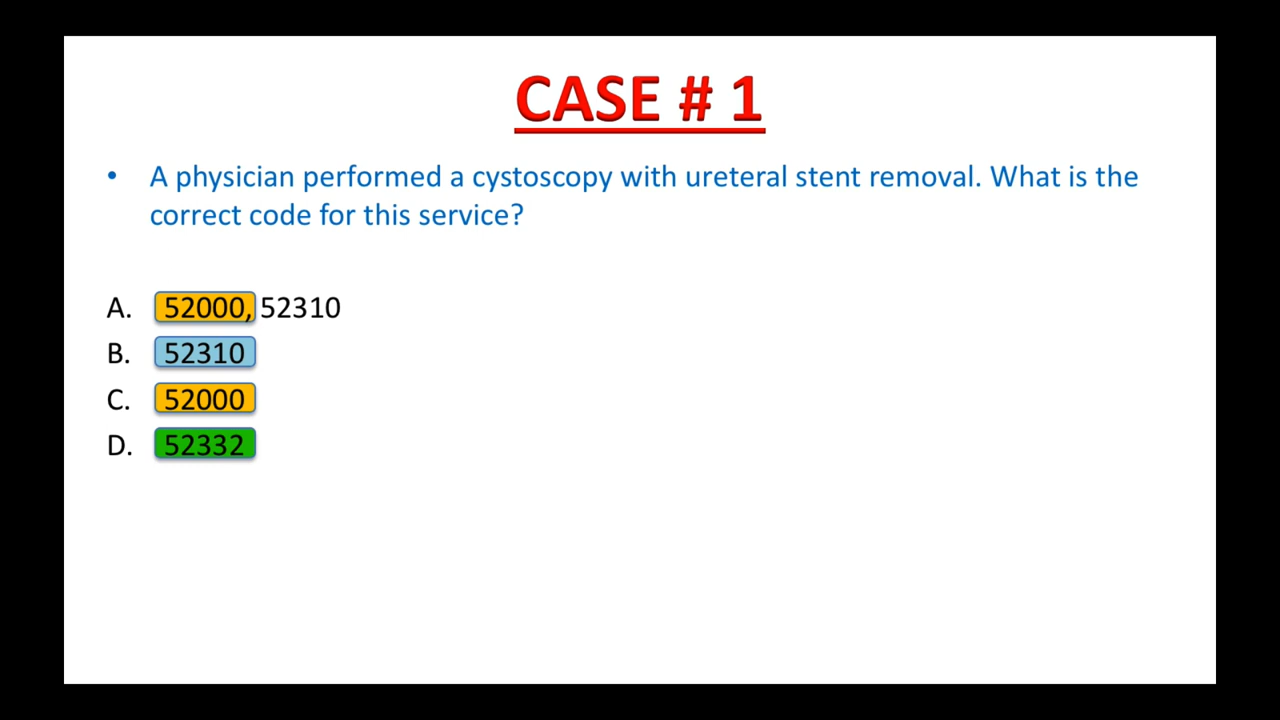 CASE # 1
• A physician performed a cystoscopy with ureteral stent removal. What is the
correct code for this service?
A. 52000, 52310
B. 52310
C. 52000
D. 52332